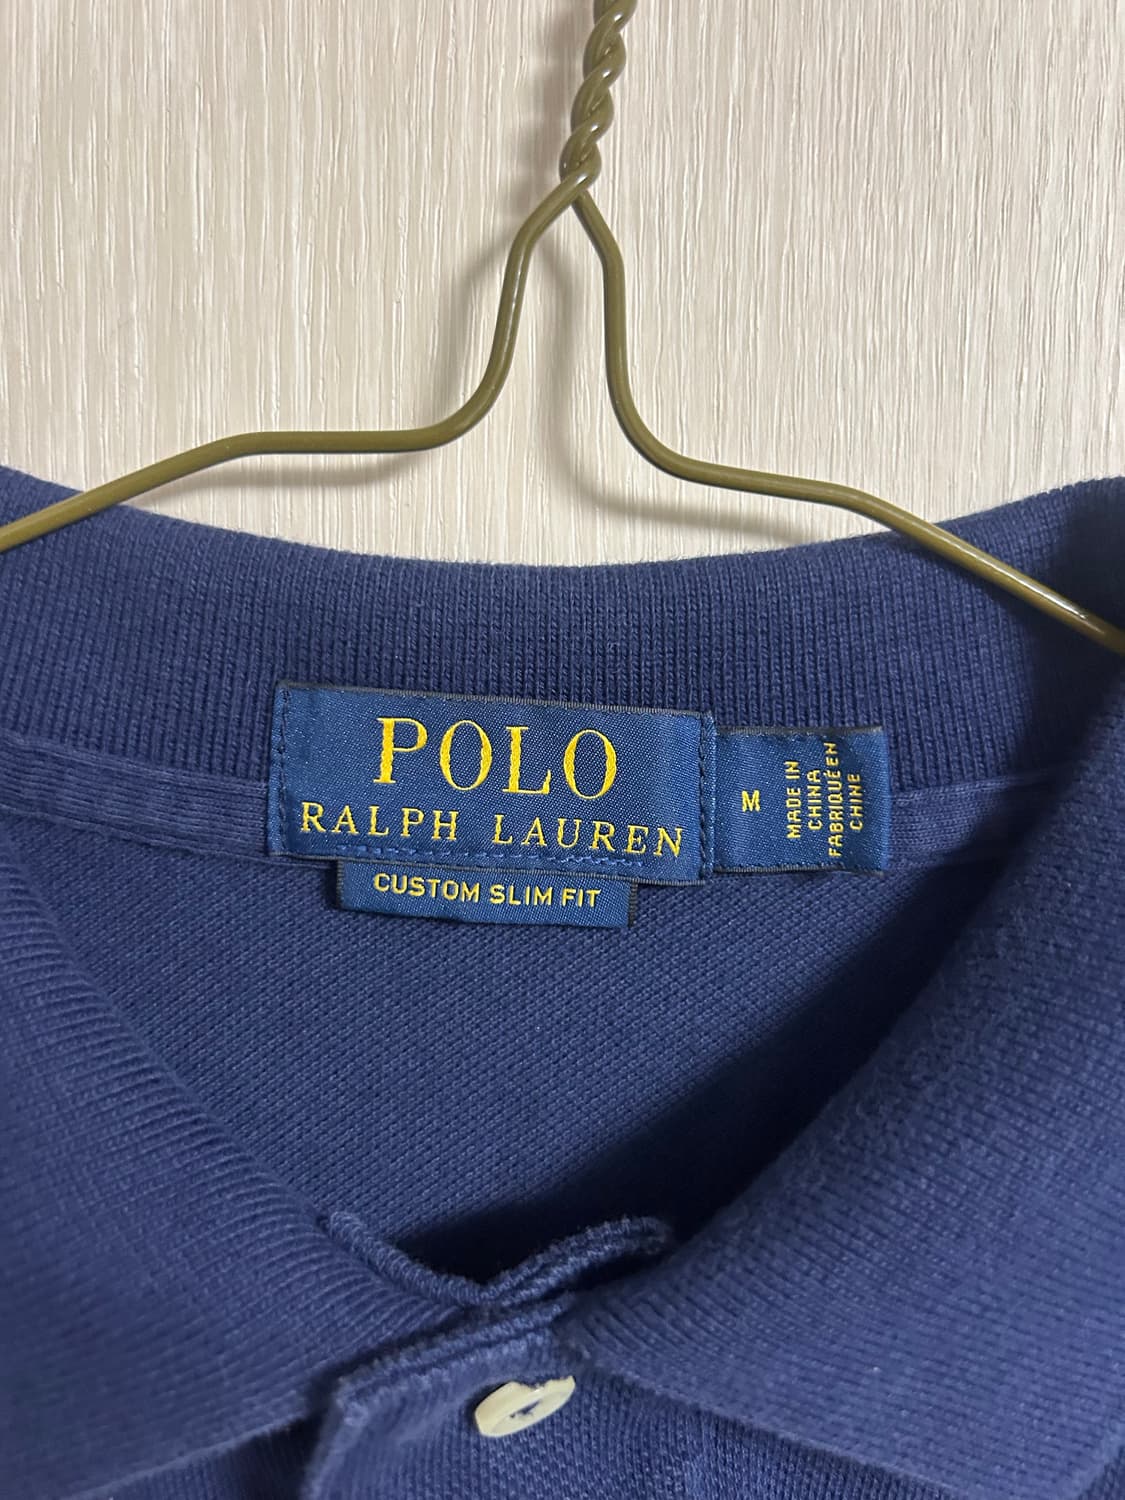 POLO
RALPH LAUREN
CUSTOM SLIM FIT
M
MADE IN
CHINA
FABRIQUÉ EN
CHINE